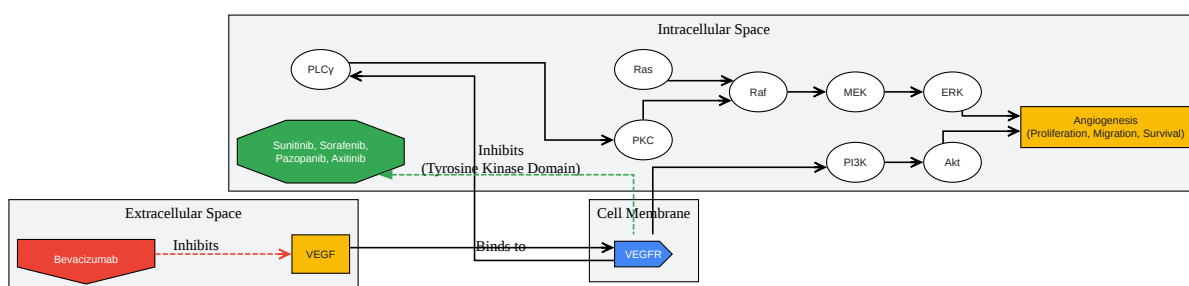 Intracellular Space
PLCγ
Ras
Raf
MEK
ERK
Angiogenesis
(Proliferation, Migration, Survival)
Sunitinib, Sorafenib,
Pazopanib, Axitinib
PKC
Inhibits
(Tyrosine Kinase Domain)
PI3K
Akt
Extracellular Space
Cell Membrane
Bevacizumab
Inhibits
VEGF
Binds to
VEGFR